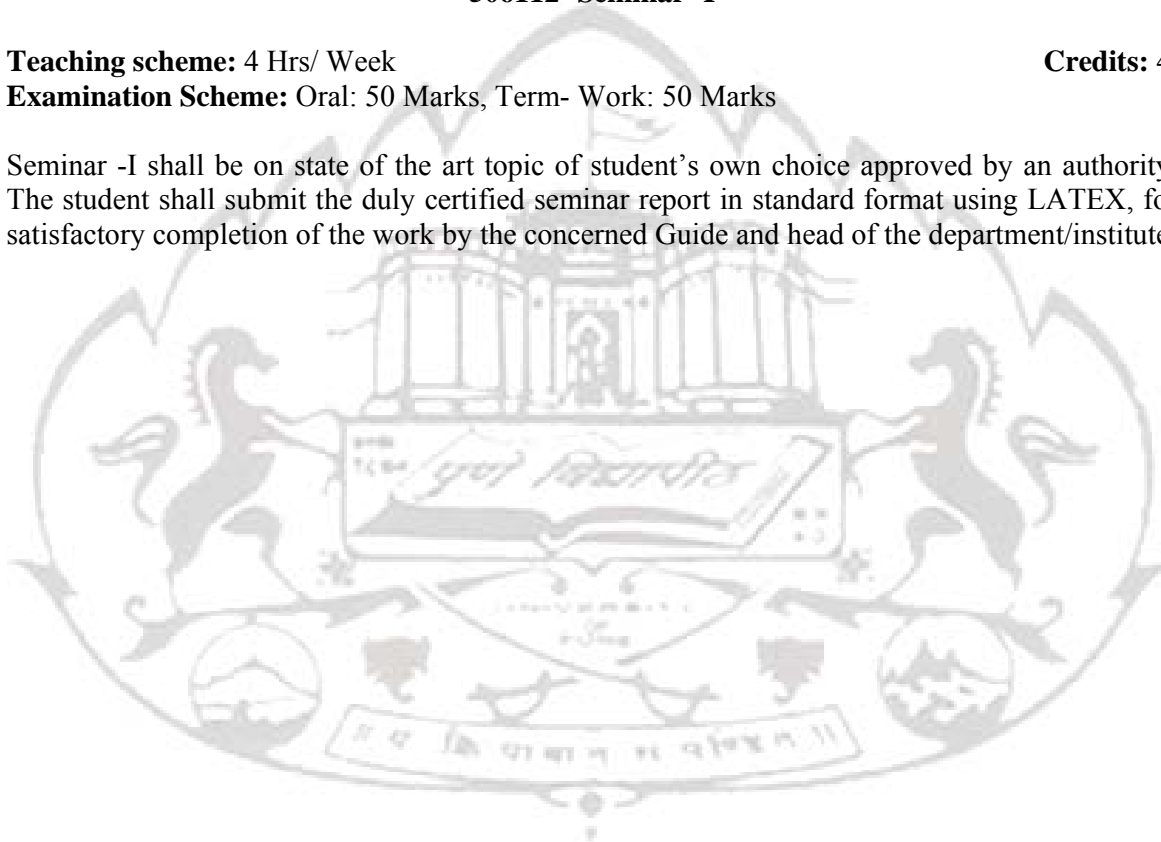 Seminar -I
Teaching scheme: 4 Hrs/ Week Credits: 4
Examination Scheme: Oral: 50 Marks, Term- Work: 50 Marks
Seminar -I shall be on state of the art topic of student’s own choice approved by an authority
The student shall submit the duly certified seminar report in standard format using LATEX, fo
satisfactory completion of the work by the concerned Guide and head of the department/institute
पुणे विद्यापीठ